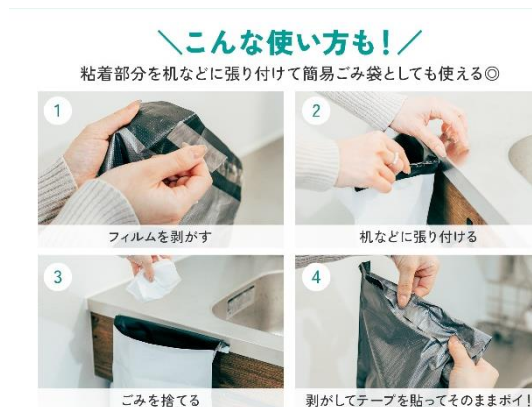 ＼こんな使い方も！／
粘着部分を机などに張り付けて簡易ごみ袋としても使える◎
1
フィルムを剥がす
2
机などに張り付ける
3
ごみを捨てる
4
剥がしてテープを貼ってそのままポイ！